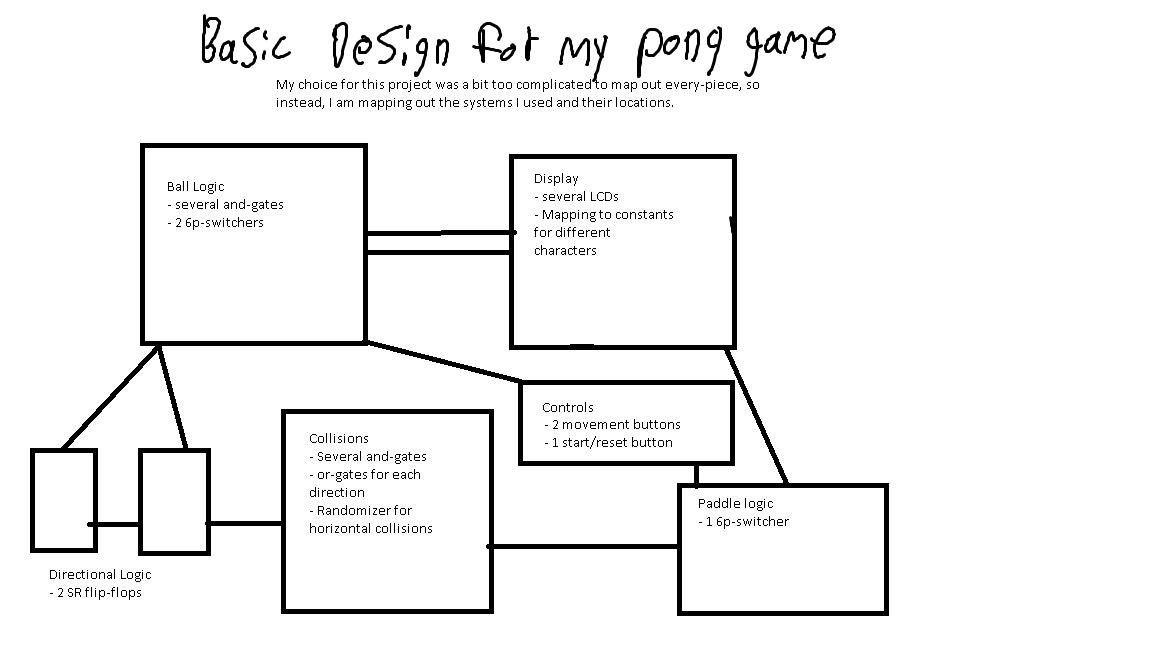 Basic Design for my pong game
My choice for this project was a bit too complicated to map out every-piece, so
instead, I am mapping out the systems I used and their locations.
Ball Logic
- several and-gates
- 2 6p-switchers
Display
- several LCDs
- Mapping to constants
for different
characters
Controls
- 2 movement buttons
- 1 start/reset button
Collisions
- Several and-gates
- or-gates for each
direction
- Randomizer for
horizontal collisions
Paddle logic
- 1 6p-switcher
Directional Logic
- 2 SR flip-flops